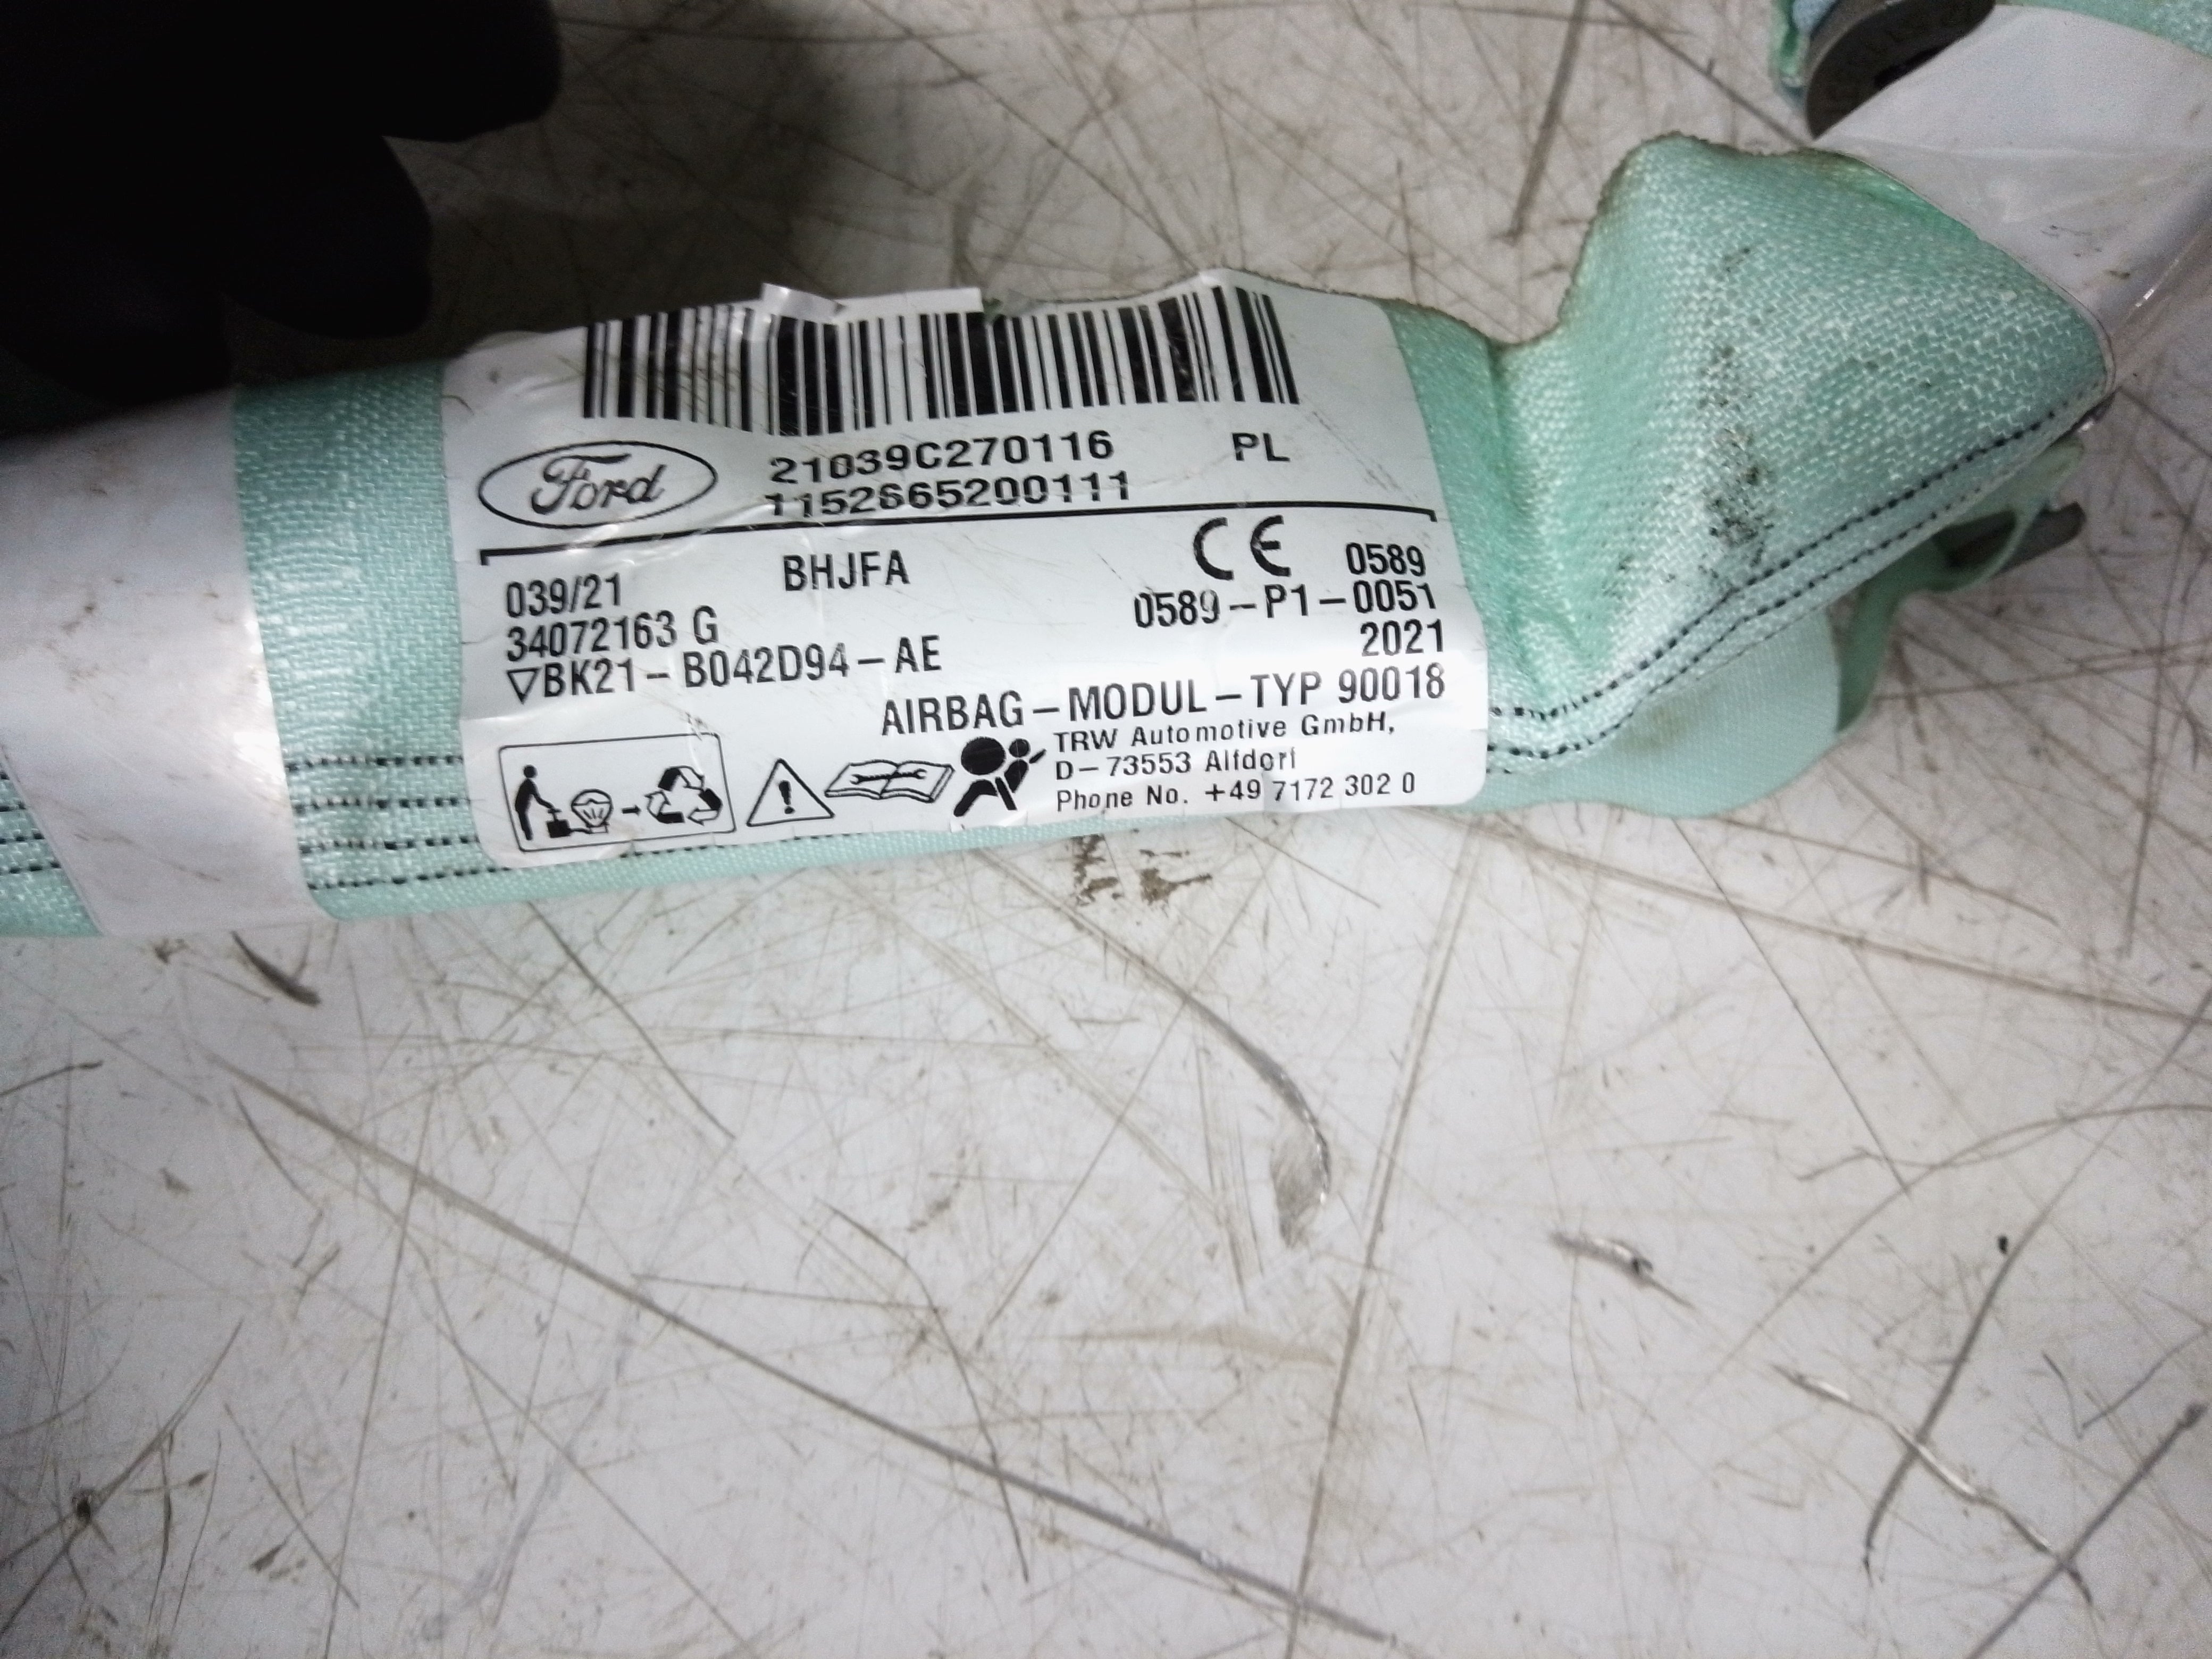 Ford
21039C270116 PL
1152665200111
039/21 BHJFA CE 0589
34072163 G 0589-P1-0051
▽BK21-B042D94-AE 2021
AIRBAG-MODUL-TYP 90018
TRW Automotive GmbH,
D-73553 Alfdorf
Phone No. +49 7172 302 0